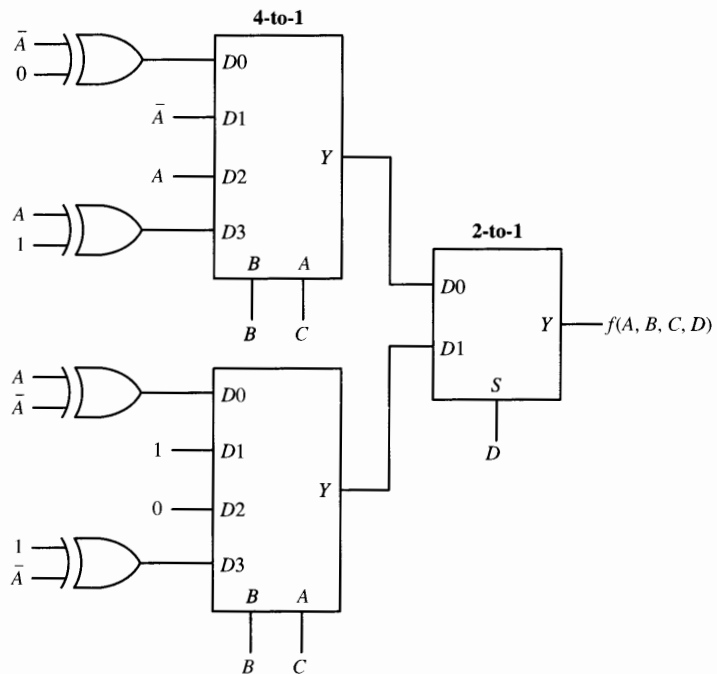 4-to-1
Ā
0
D0
Ā
D1
A
D2
Y
A
1
D3
B A
B C
2-to-1
D0
D1
Y
f(A, B, C, D)
S
D
A
Ā
D0
1
D1
0
D2
Y
1
Ā
D3
B A
B C